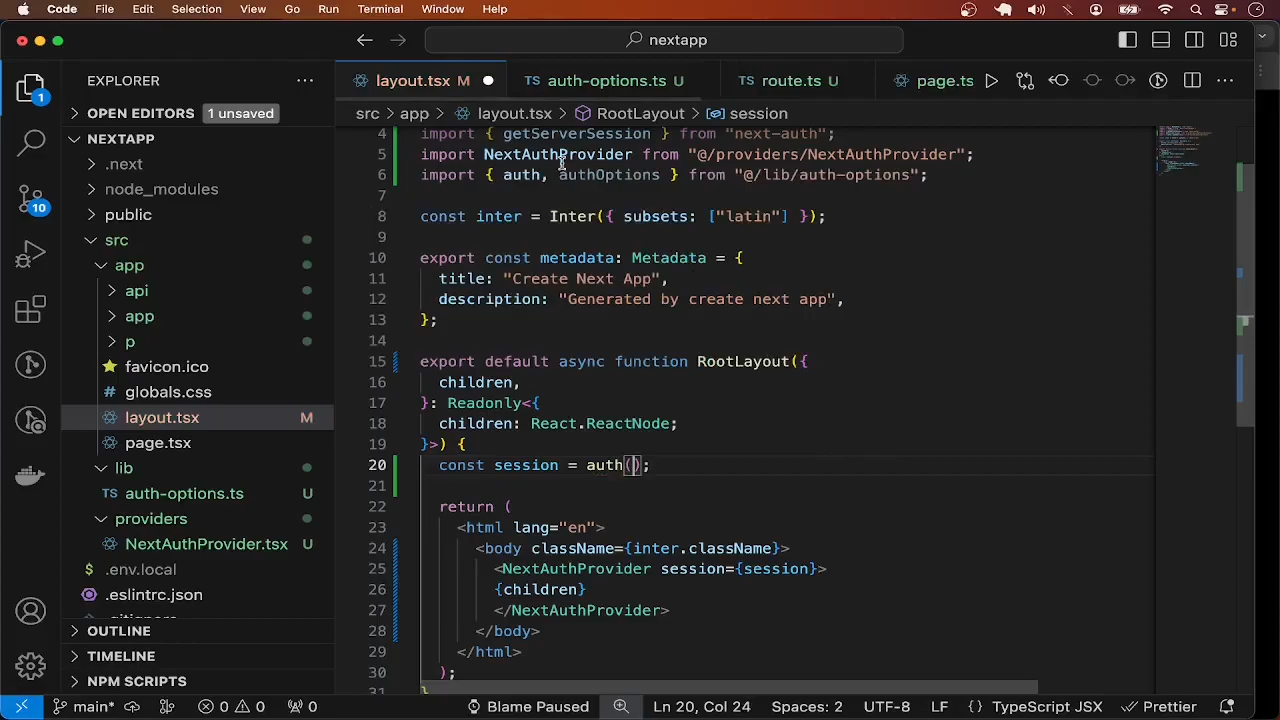 Code File Edit Selection View Go Run Terminal Window Help
nextapp
EXPLORER
layout.tsx M
TS auth-options.ts U
TS route.ts U
page.ts
OPEN EDITORS 1 unsaved
src > app > layout.tsx > RootLayout > session
NEXTAPP
.next
node_modules
public
src
app
api
app
p
favicon.ico
# globals.css
layout.tsx M
page.tsx
lib
TS auth-options.ts U
providers
NextAuthProvider.tsx U
$ .env.local
.eslintrc.json
.gitignore
OUTLINE
TIMELINE
NPM SCRIPTS
1
10
4 import { getServerSession } from "next-auth";
5 import NextAuthProvider from "@/providers/NextAuthProvider";
6 import { auth, authOptions } from "@/lib/auth-options";
7
8 const inter = Inter({ subsets: ["latin"] });
9
10 export const metadata: Metadata = {
11 title: "Create Next App",
12 description: "Generated by create next app",
13 };
14
15 export default async function RootLayout({
16 children,
17 }: Readonly<{
18 children: React.ReactNode;
19 }>) {
20 const session = auth();
21
22 return (
23 <html lang="en">
24 <body className={inter.className}>
25 <NextAuthProvider session={session}>
26 {children}
27 </NextAuthProvider>
28 </body>
29 </html>
30 );
31 }
main* 0 0 0 Blame Paused Ln 20, Col 24 Spaces: 2 UTF-8 LF {} TypeScript JSX Prettier